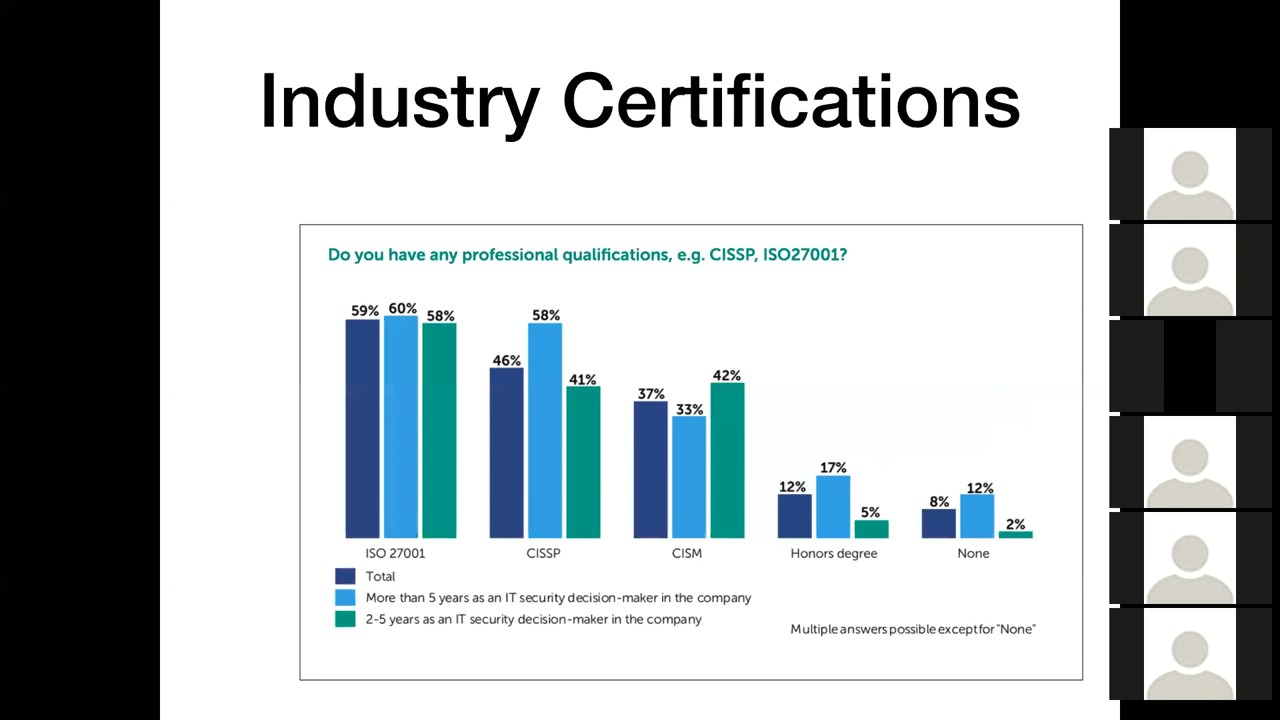 Industry Certifications
Do you have any professional qualifications, e.g. CISSP, ISO27001?
59% 60% 58%
46% 58% 41%
37% 33% 42%
12% 17% 5%
8% 12% 2%
ISO 27001
CISSP
CISM
Honors degree
None
Total
More than 5 years as an IT security decision-maker in the company
2-5 years as an IT security decision-maker in the company
Multiple answers possible except for "None"